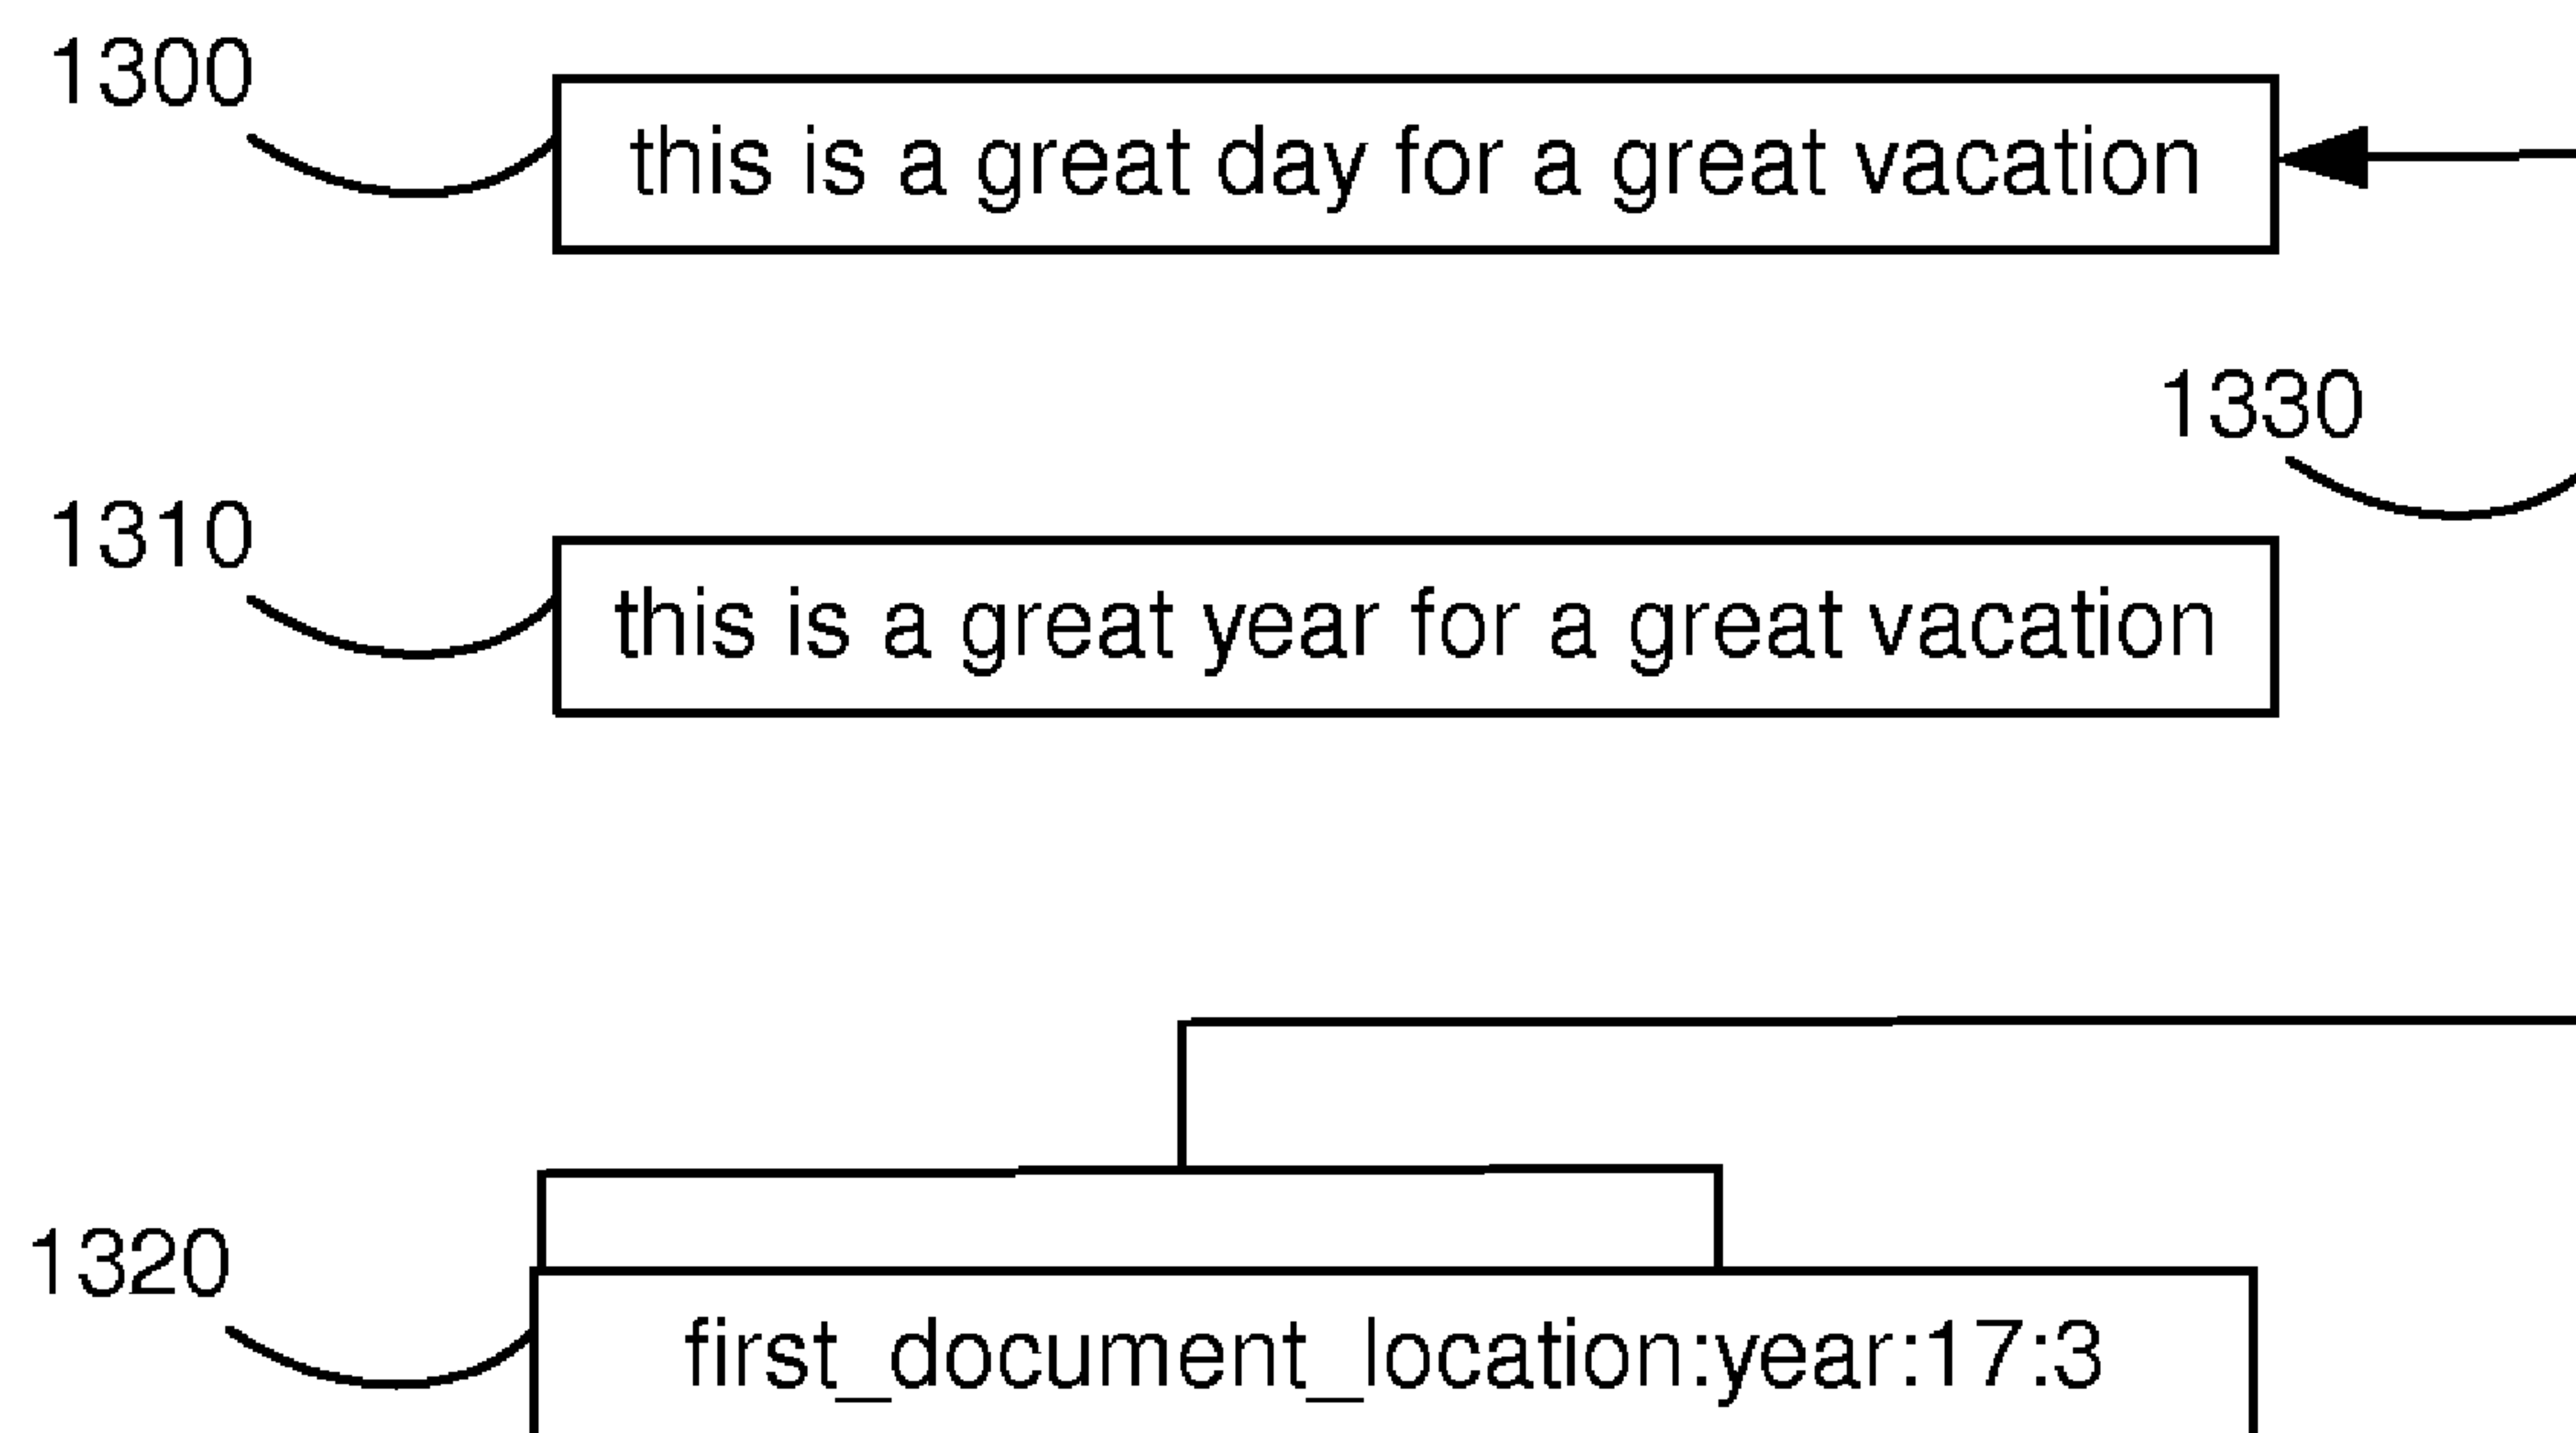 1300
this is a great day for a great vacation
1330
1310
this is a great year for a great vacation
1320
first_document_location:year:17:3